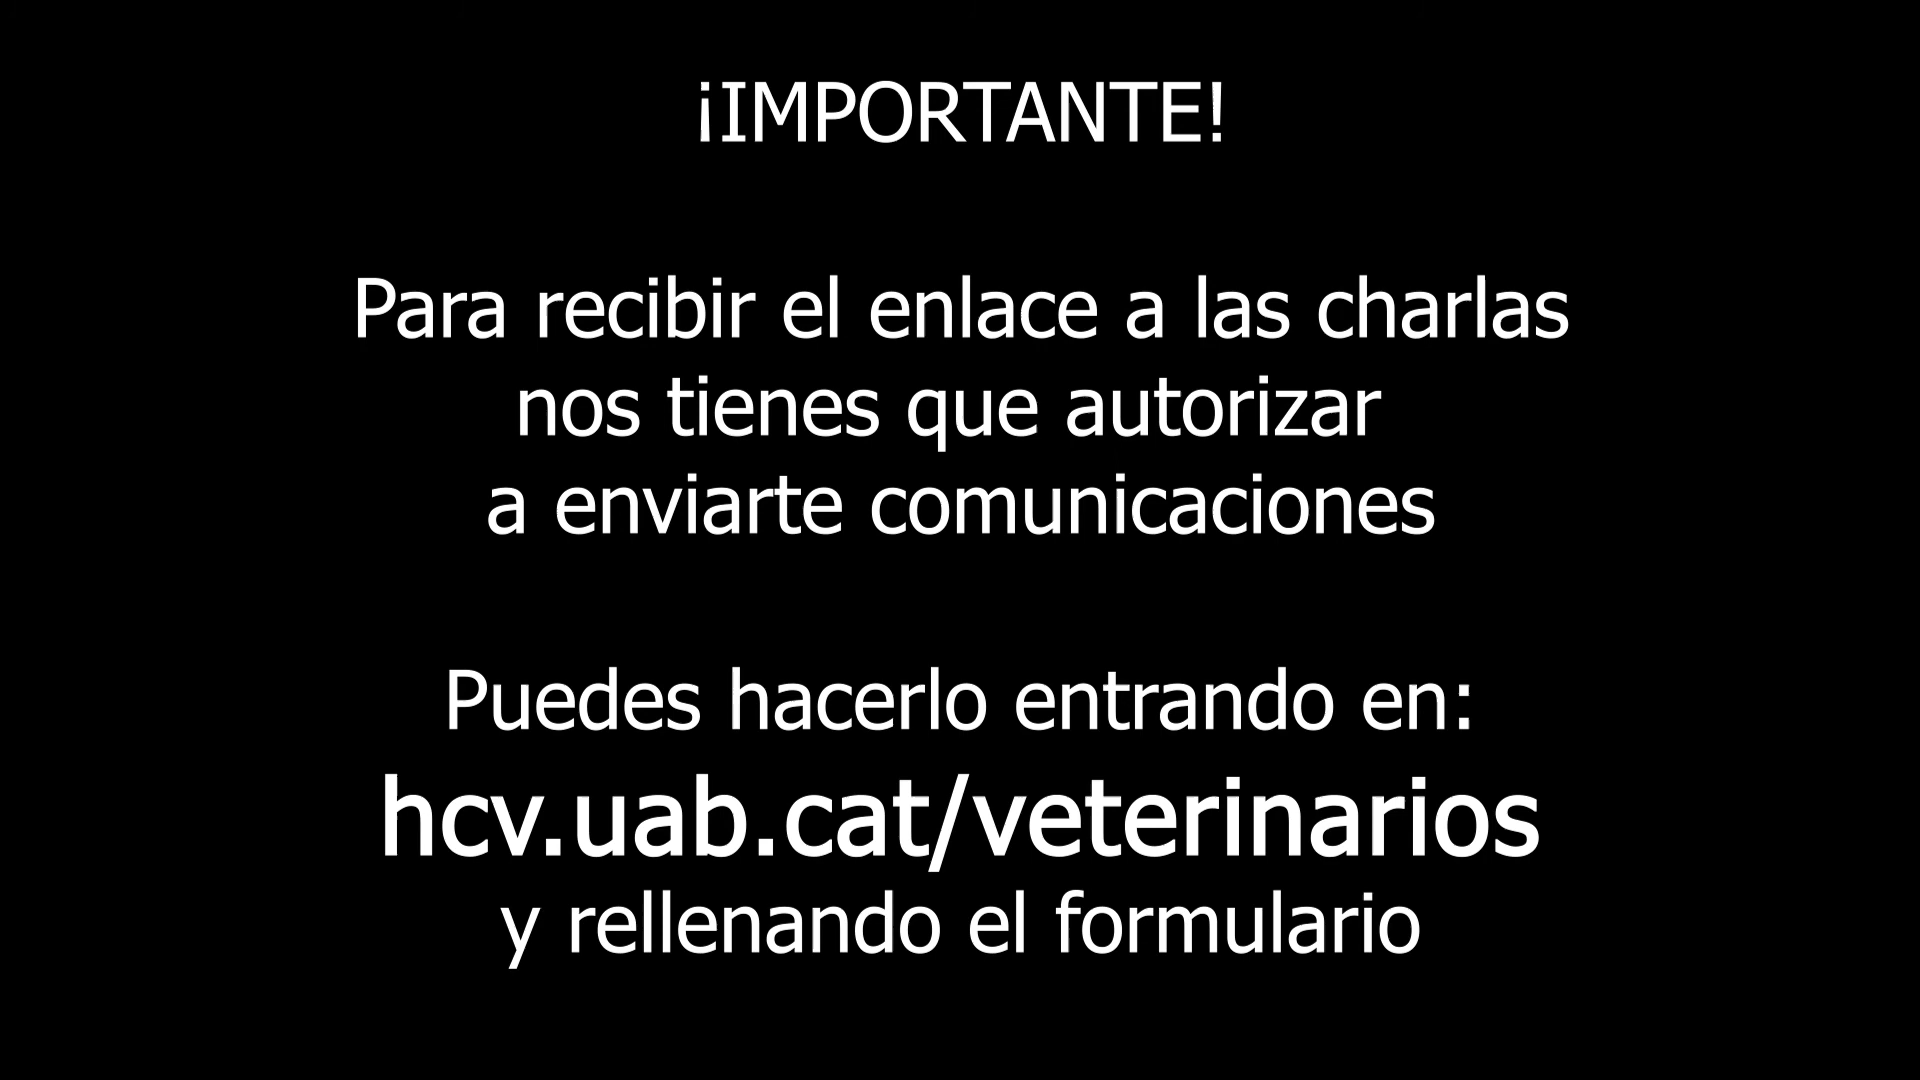 ¡IMPORTANTE!
Para recibir el enlace a las charlas
nos tienes que autorizar
a enviarte comunicaciones
Puedes hacerlo entrando en:
hcv.uab.cat/veterinarios
y rellenando el formulario